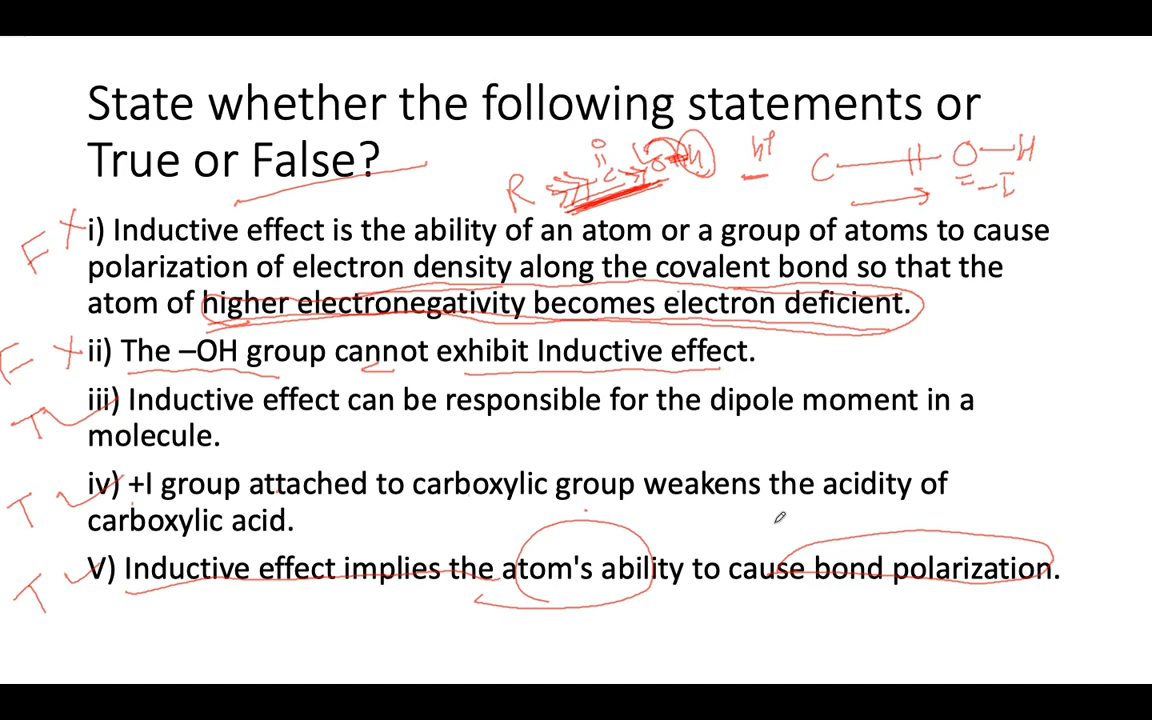 State whether the following statements or
True or False?
O
R C O H H+ C H O H
-I
F X i) Inductive effect is the ability of an atom or a group of atoms to cause
polarization of electron density along the covalent bond so that the
atom of higher electronegativity becomes electron deficient.
F X ii) The –OH group cannot exhibit Inductive effect.
T iii) Inductive effect can be responsible for the dipole moment in a
molecule.
T iv) +I group attached to carboxylic group weakens the acidity of
carboxylic acid.
T V) Inductive effect implies the atom's ability to cause bond polarization.